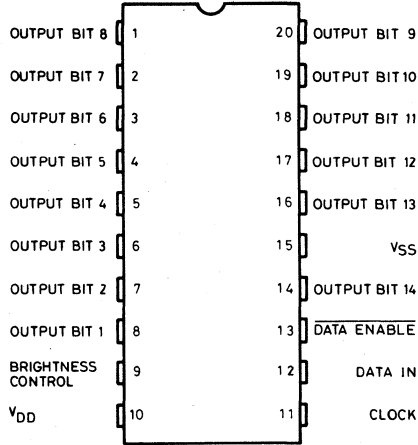 OUTPUT BIT 8 1 20 OUTPUT BIT 9
OUTPUT BIT 7 2 19 OUTPUT BIT 10
OUTPUT BIT 6 3 18 OUTPUT BIT 11
OUTPUT BIT 5 4 17 OUTPUT BIT 12
OUTPUT BIT 4 5 16 OUTPUT BIT 13
OUTPUT BIT 3 6 15 VSS
OUTPUT BIT 2 7 14 OUTPUT BIT 14
OUTPUT BIT 1 8 13 DATA ENABLE
BRIGHTNESS
CONTROL 9 12 DATA IN
VDD 10 11 CLOCK